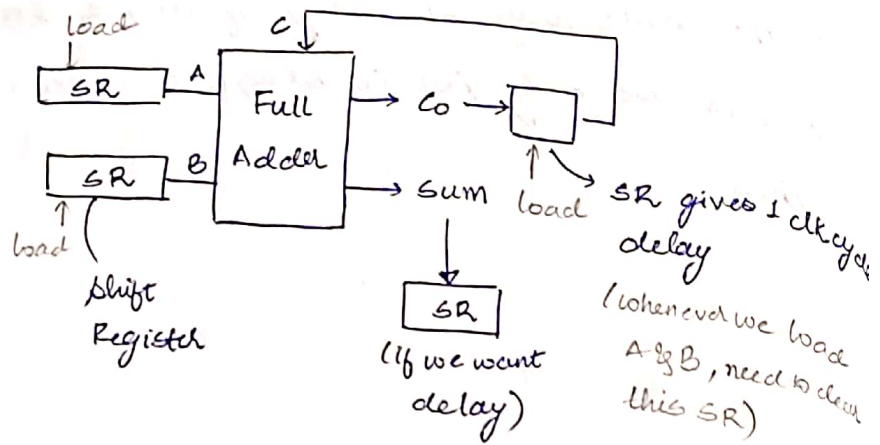 load
SR
A
C
Full
Adder
Co
SR
B
load
Sum
load
Shift
Register
SR
(If we want
delay)
SR gives 1 clk cycle
delay
(whenever we load
A & B, need to clear
this SR)